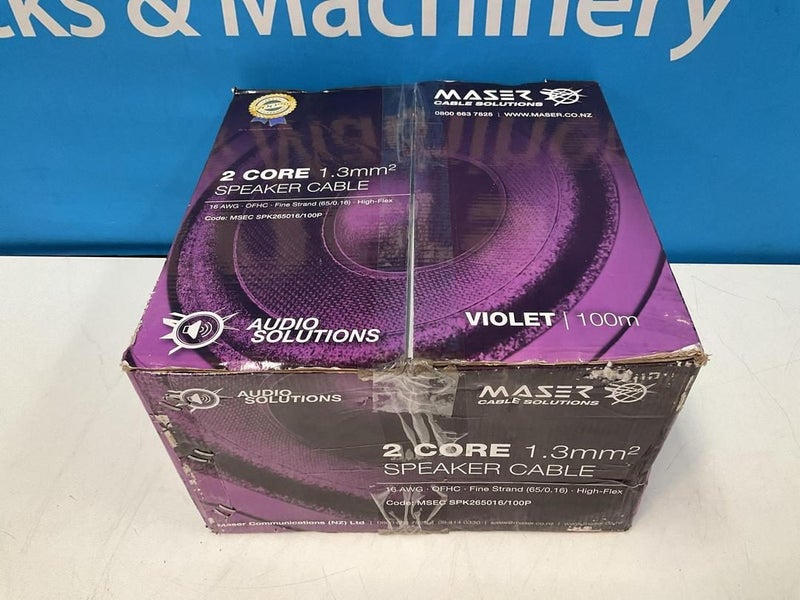 cks & Machinery
MASER
CABLE SOLUTIONS
0800 663 7525 | WWW.MASER.CO.NZ
2 CORE 1.3mm²
SPEAKER CABLE
16 AWG · OFHC · Fine Strand (65/0.16) · High-Flex
Code: MSEC SPK265016/100P
AUDIO
SOLUTIONS
VIOLET | 100m
AUDIO
SOLUTIONS
MASER
CABLE SOLUTIONS
2 CORE 1.3mm²
SPEAKER CABLE
16 AWG · OFHC · Fine Strand (65/0.16) · High-Flex
Code: MSEC SPK265016/100P
Maser Communications (NZ) Ltd